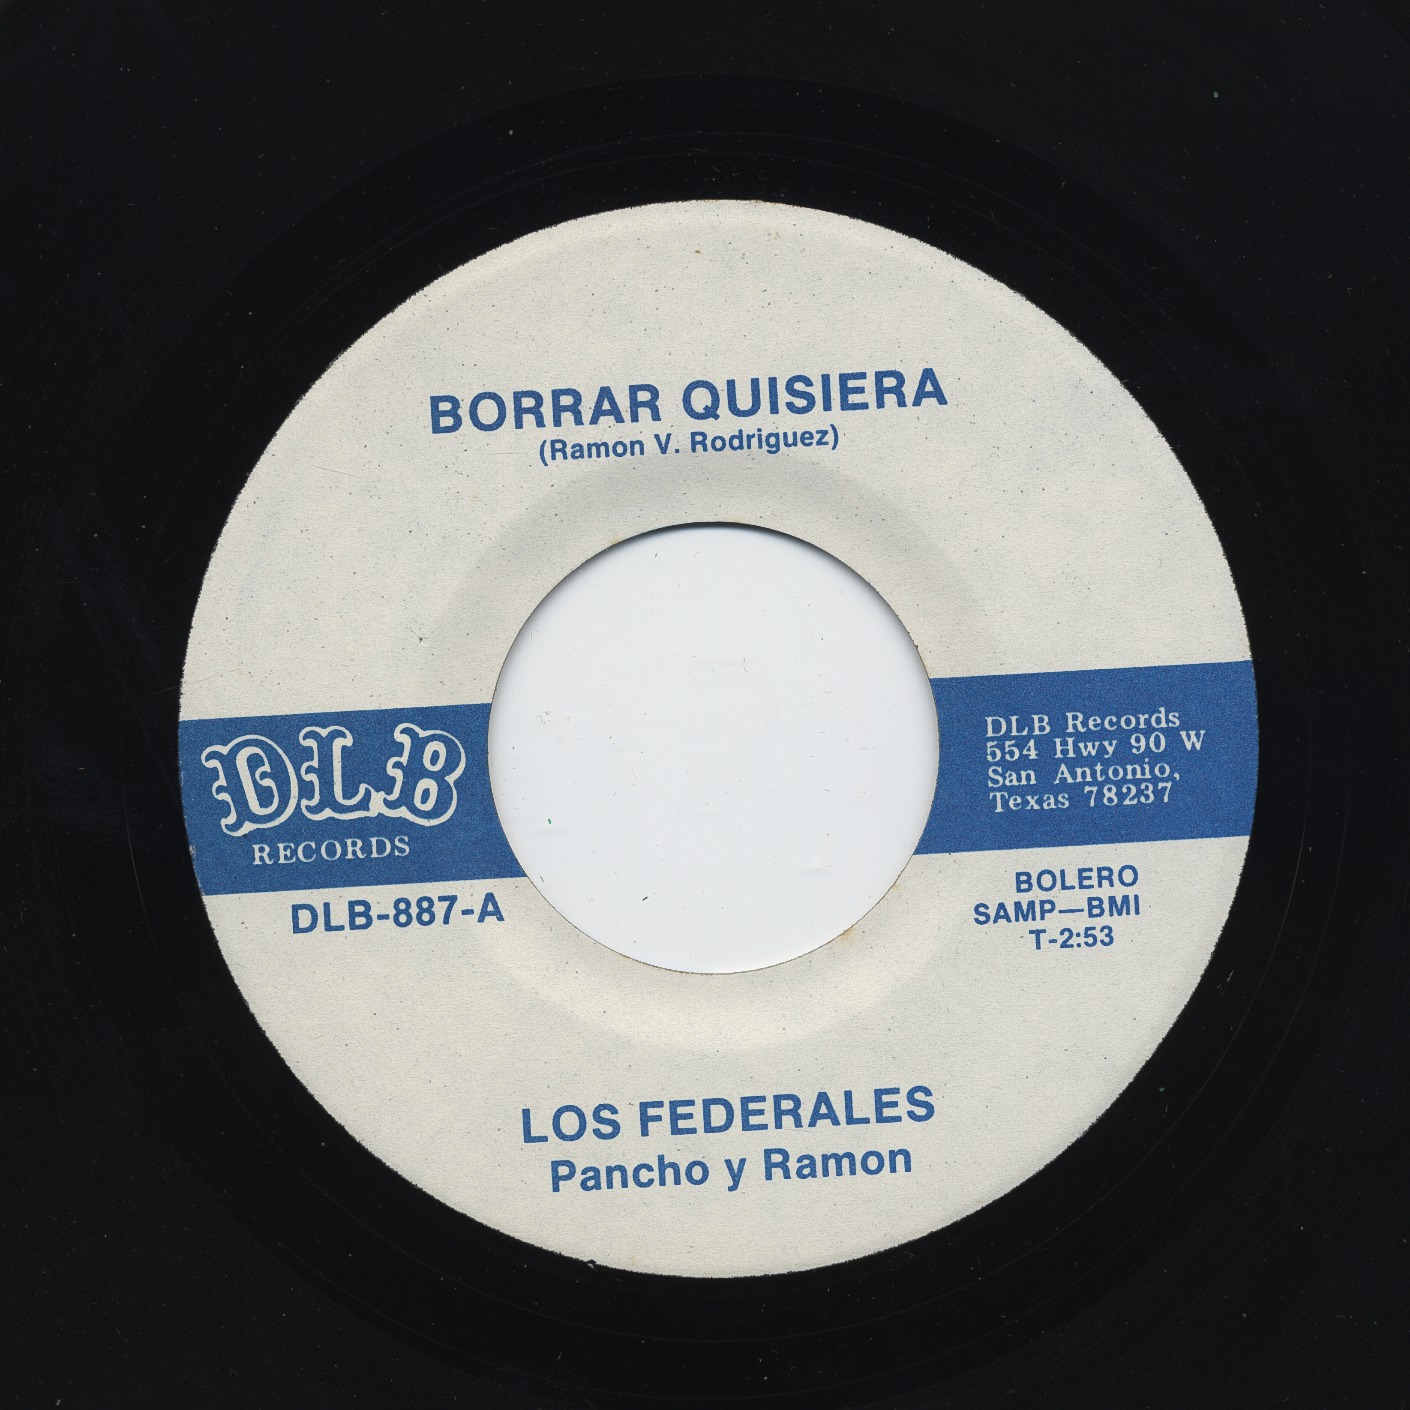 BORRAR QUISIERA
(Ramon V. Rodriguez)
DLB
RECORDS
DLB-887-A
DLB Records
554 Hwy 90 W
San Antonio,
Texas 78237
BOLERO
SAMP—BMI
T-2:53
LOS FEDERALES
Pancho y Ramon